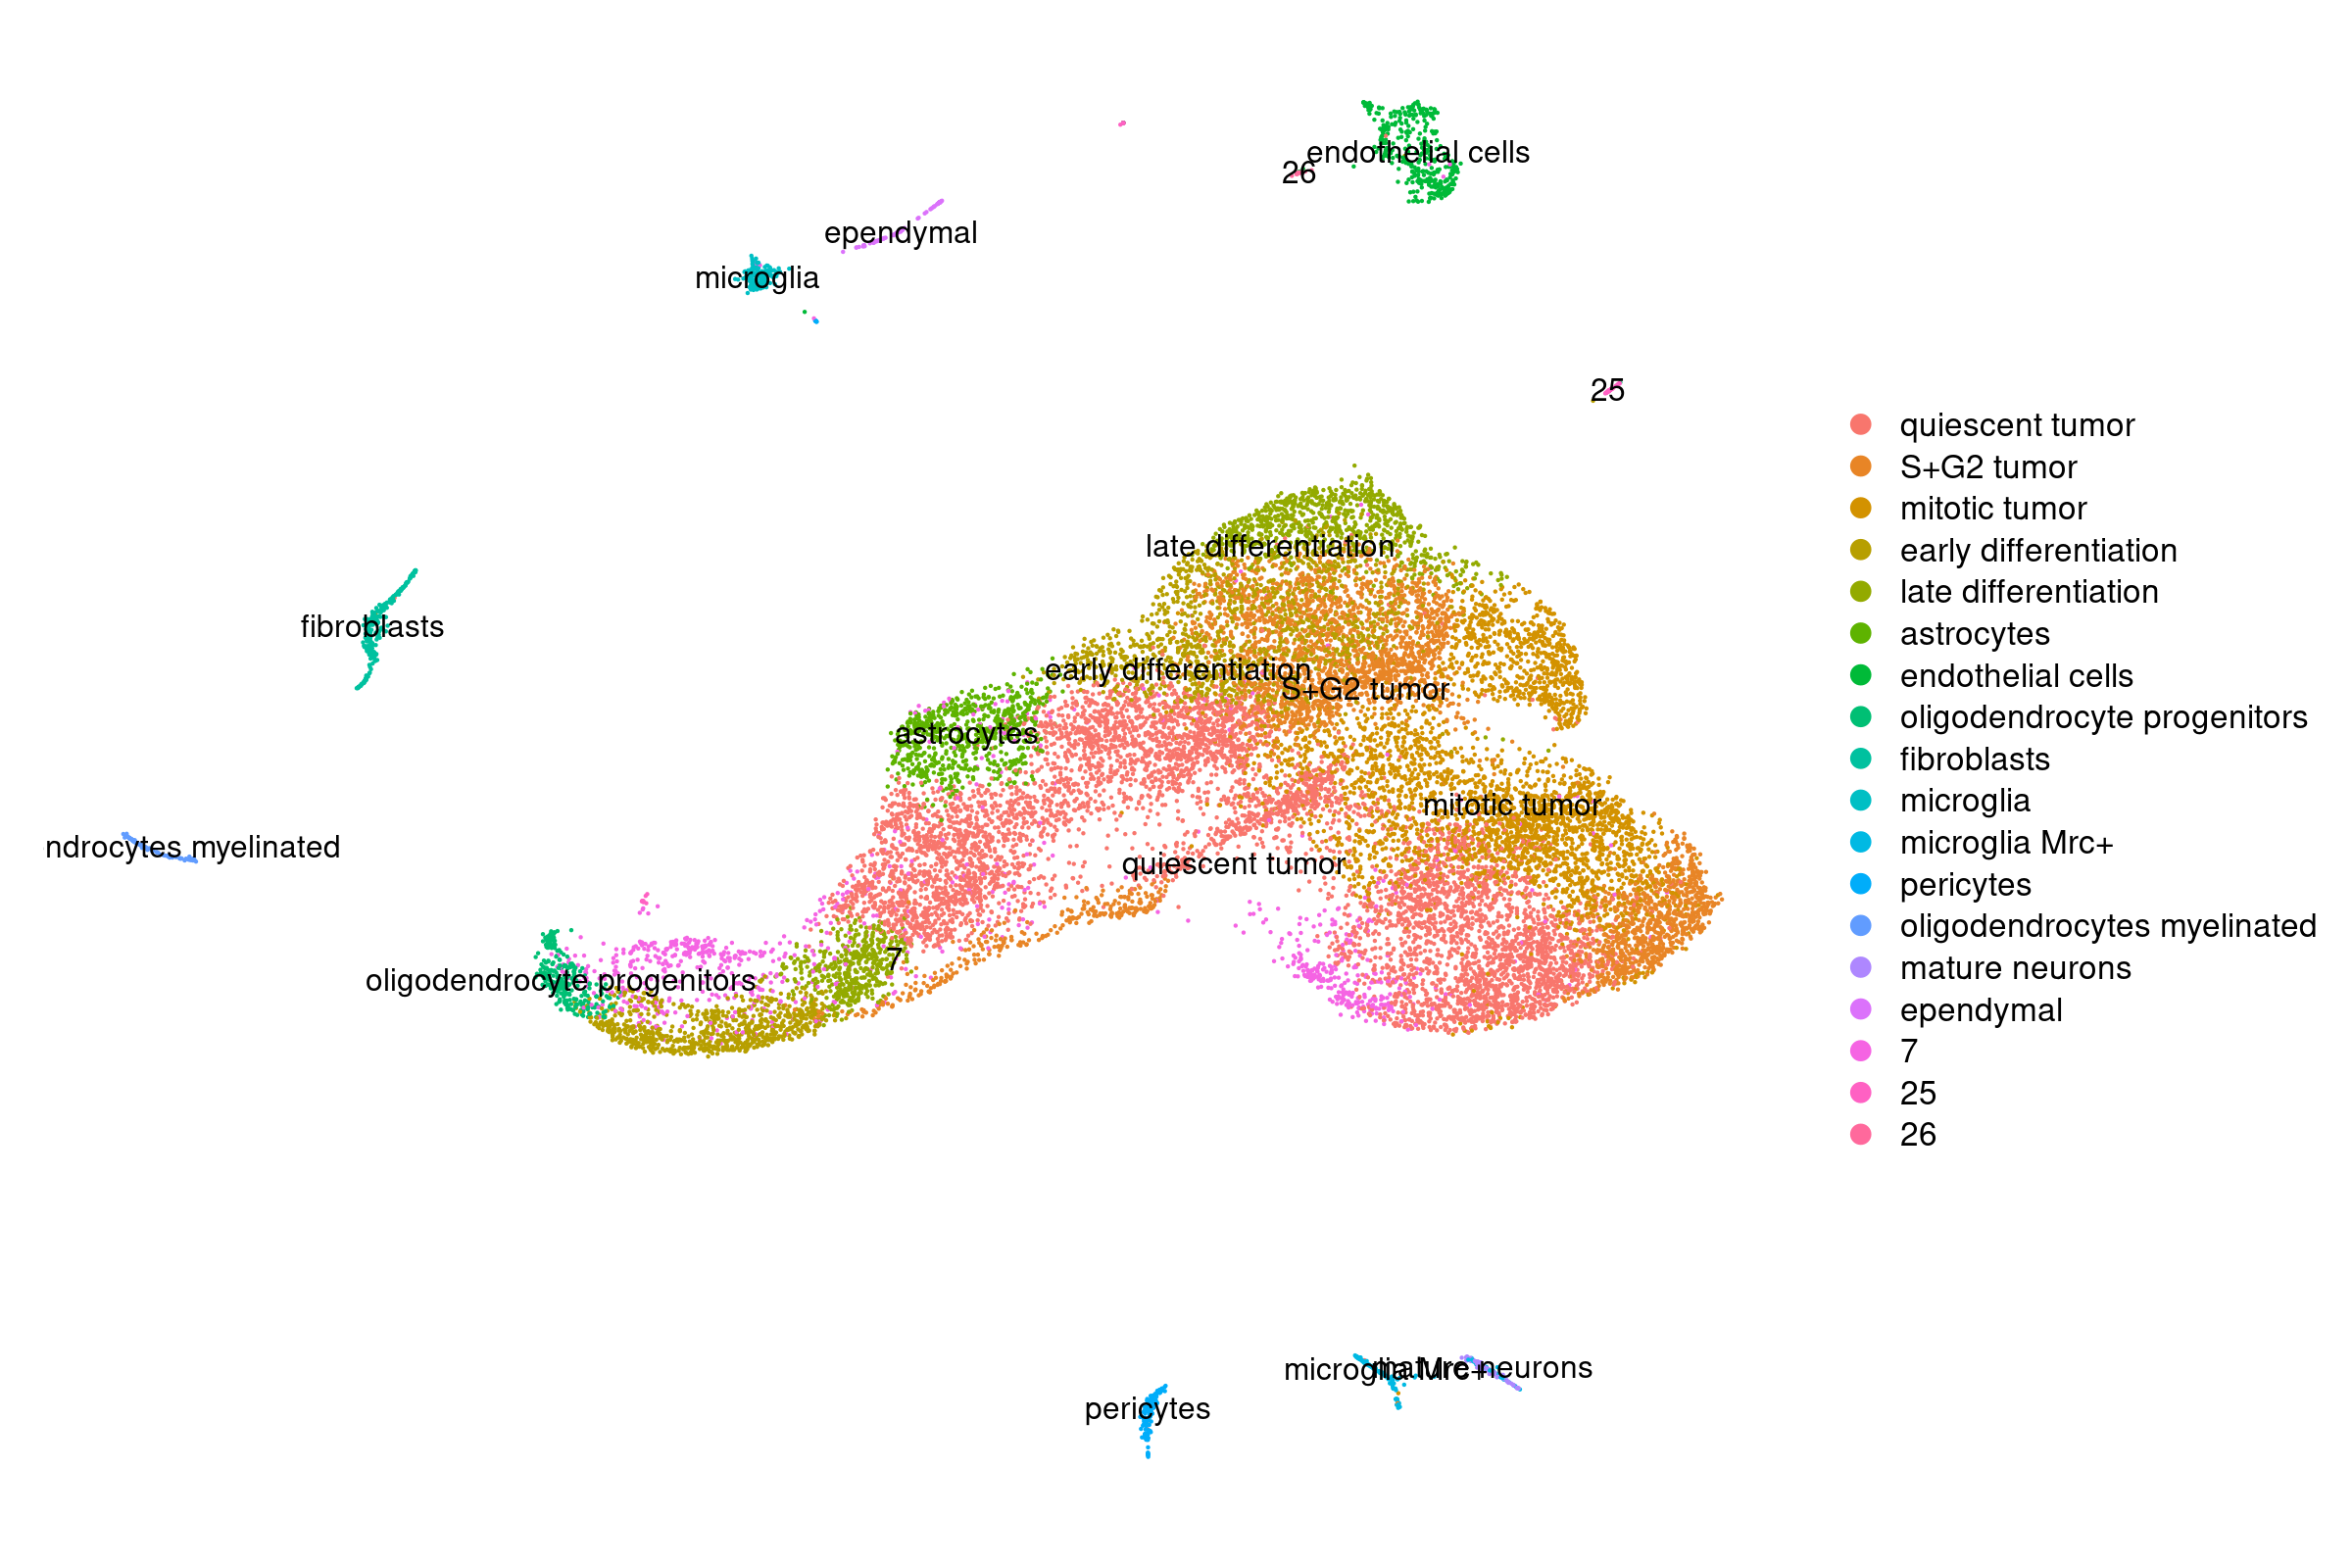 endothelial cells
26
ependymal
microglia
25
late differentiation
fibroblasts
early differentiation
S+G2 tumor
astrocytes
mitotic tumor
ndrocytes myelinated
quiescent tumor
7
oligodendrocyte progenitors
microglia Mrc+
mature neurons
pericytes
quiescent tumor
S+G2 tumor
mitotic tumor
early differentiation
late differentiation
astrocytes
endothelial cells
oligodendrocyte progenitors
fibroblasts
microglia
microglia Mrc+
pericytes
oligodendrocytes myelinated
mature neurons
ependymal
7
25
26